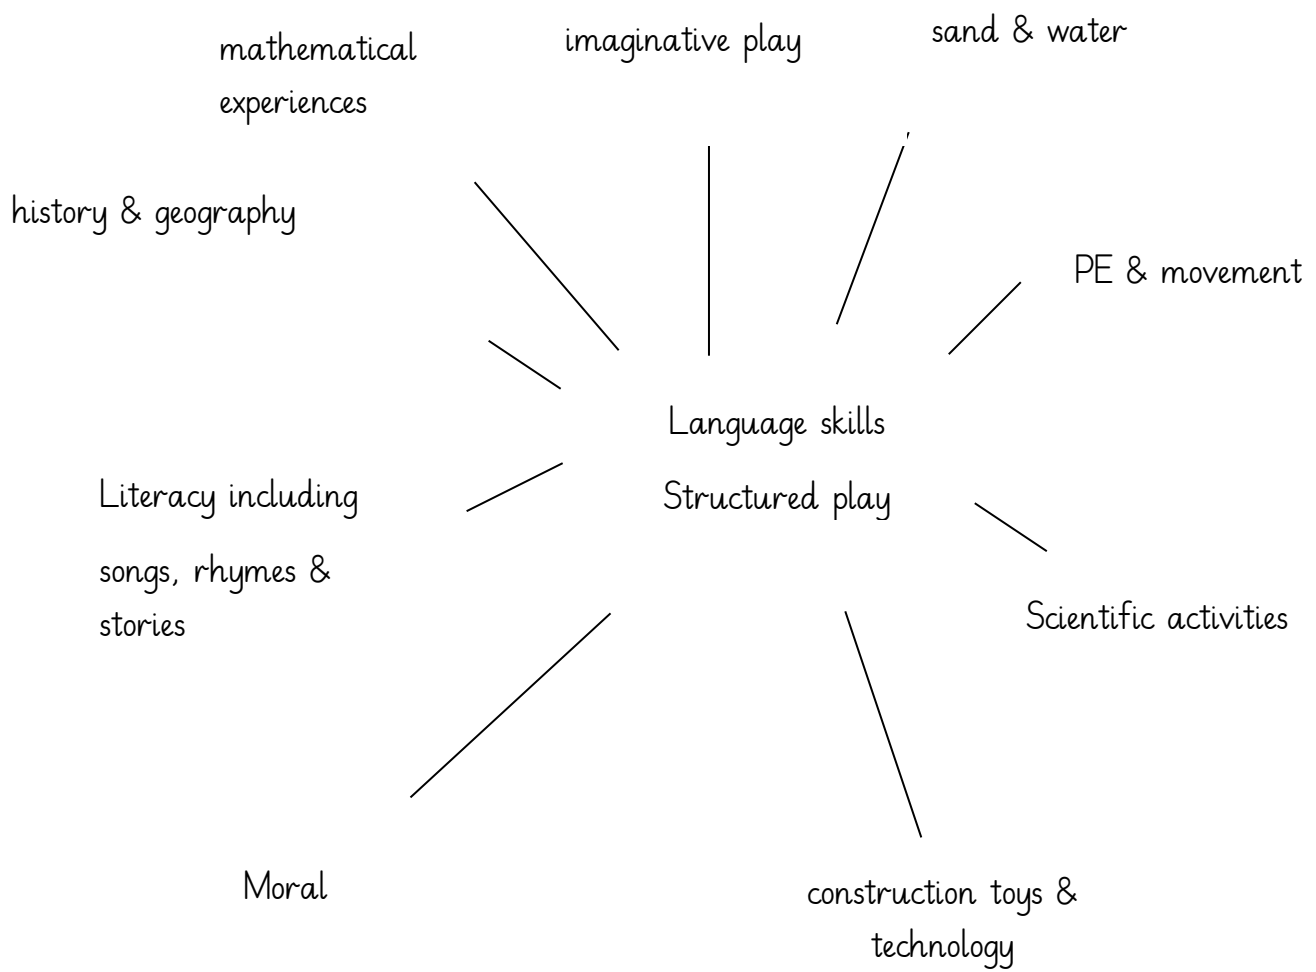 mathematical
experiences
imaginative play
sand & water
history & geography
PE & movement
Language skills
Structured play
Literacy including
songs, rhymes &
stories
Scientific activities
Moral
construction toys &
technology